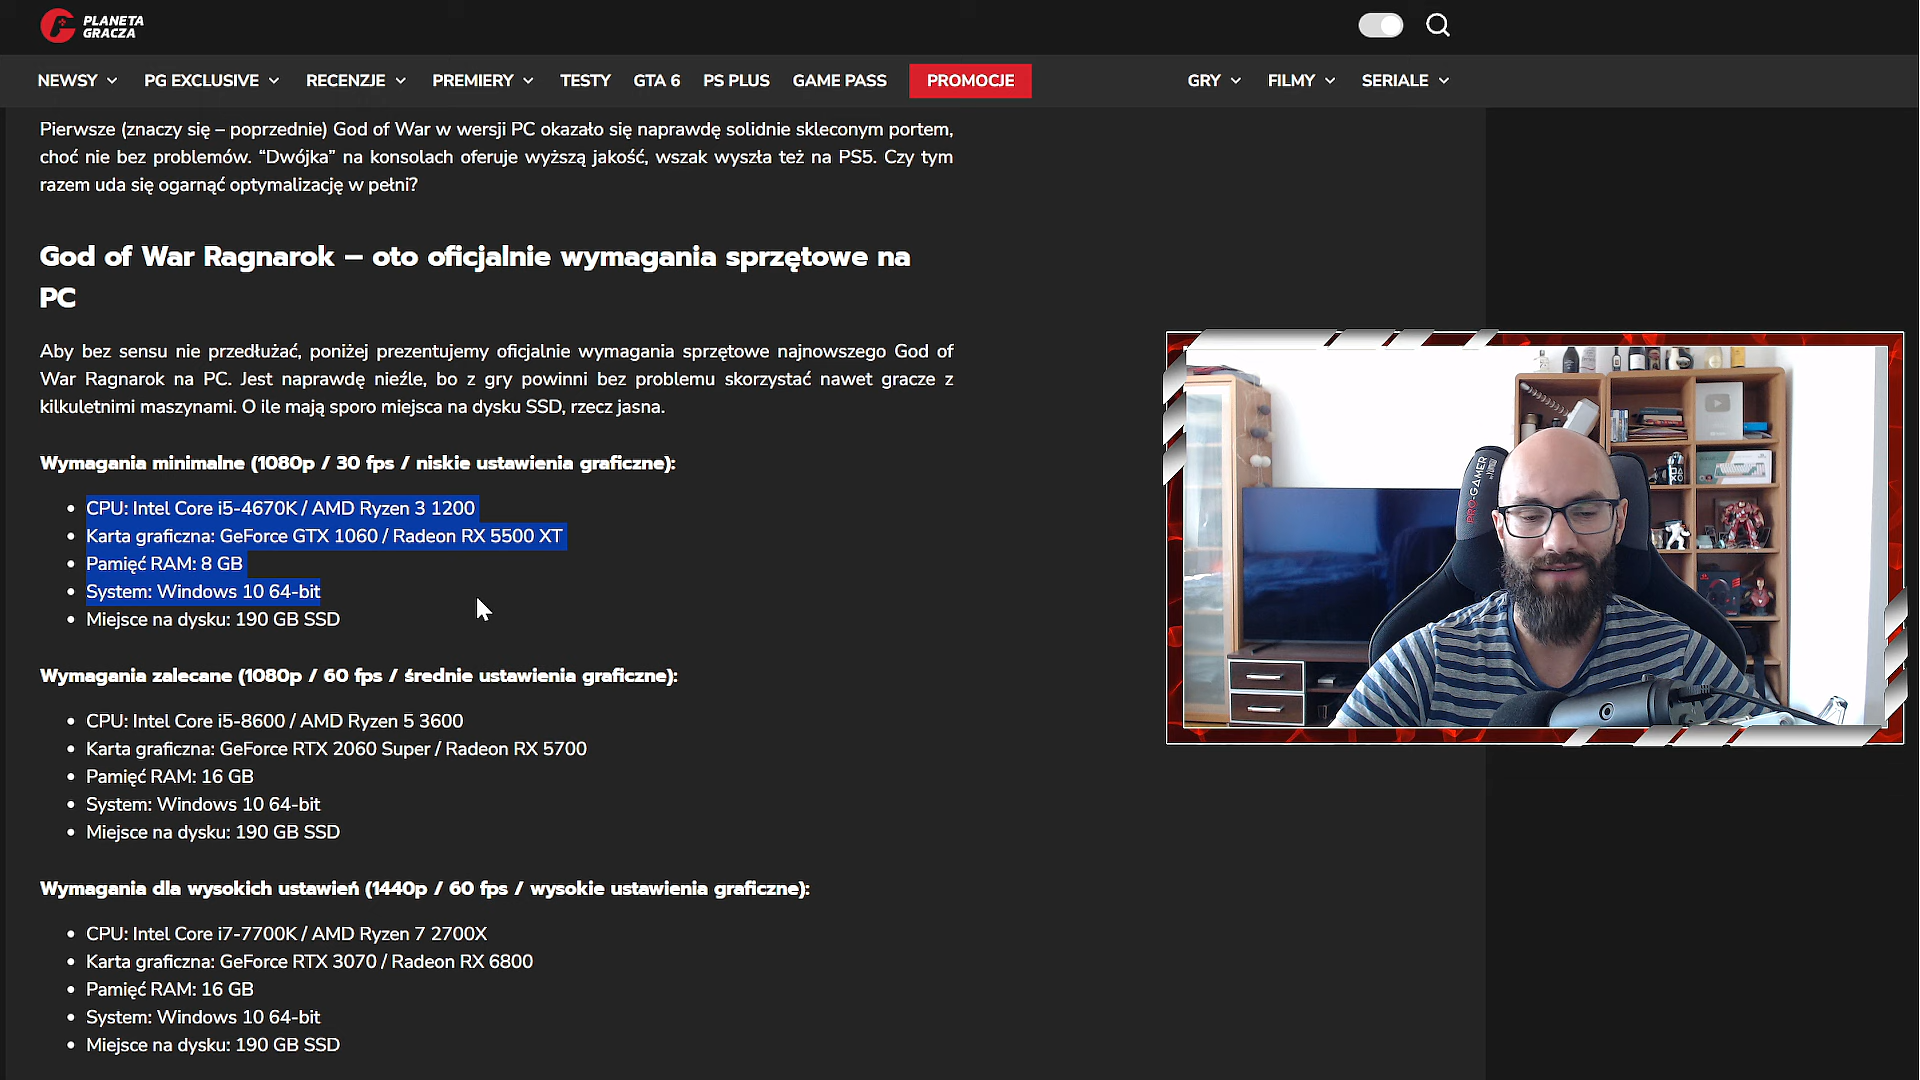 PLANETA
GRACZA
NEWSY PG EXCLUSIVE RECENZJE PREMIERY TESTY GTA 6 PS PLUS GAME PASS PROMOCJE GRY FILMY SERIALE
Pierwsze (znaczy się – poprzednie) God of War w wersji PC okazało się naprawdę solidnie skleconym portem,
choć nie bez problemów. “Dwójka” na konsolach oferuje wyższą jakość, wszak wyszła też na PS5. Czy tym
razem uda się ogarnąć optymalizację w pełni?
God of War Ragnarok – oto oficjalnie wymagania sprzętowe na
PC
Aby bez sensu nie przedłużać, poniżej prezentujemy oficjalnie wymagania sprzętowe najnowszego God of
War Ragnarok na PC. Jest naprawdę nieźle, bo z gry powinni bez problemu skorzystać nawet gracze z
kilkuletnimi maszynami. O ile mają sporo miejsca na dysku SSD, rzecz jasna.
Wymagania minimalne (1080p / 30 fps / niskie ustawienia graficzne):
• CPU: Intel Core i5-4670K / AMD Ryzen 3 1200
• Karta graficzna: GeForce GTX 1060 / Radeon RX 5500 XT
• Pamięć RAM: 8 GB
• System: Windows 10 64-bit
• Miejsce na dysku: 190 GB SSD
Wymagania zalecane (1080p / 60 fps / średnie ustawienia graficzne):
• CPU: Intel Core i5-8600 / AMD Ryzen 5 3600
• Karta graficzna: GeForce RTX 2060 Super / Radeon RX 5700
• Pamięć RAM: 16 GB
• System: Windows 10 64-bit
• Miejsce na dysku: 190 GB SSD
Wymagania dla wysokich ustawień (1440p / 60 fps / wysokie ustawienia graficzne):
• CPU: Intel Core i7-7700K / AMD Ryzen 7 2700X
• Karta graficzna: GeForce RTX 3070 / Radeon RX 6800
• Pamięć RAM: 16 GB
• System: Windows 10 64-bit
• Miejsce na dysku: 190 GB SSD
PRO-GAMER